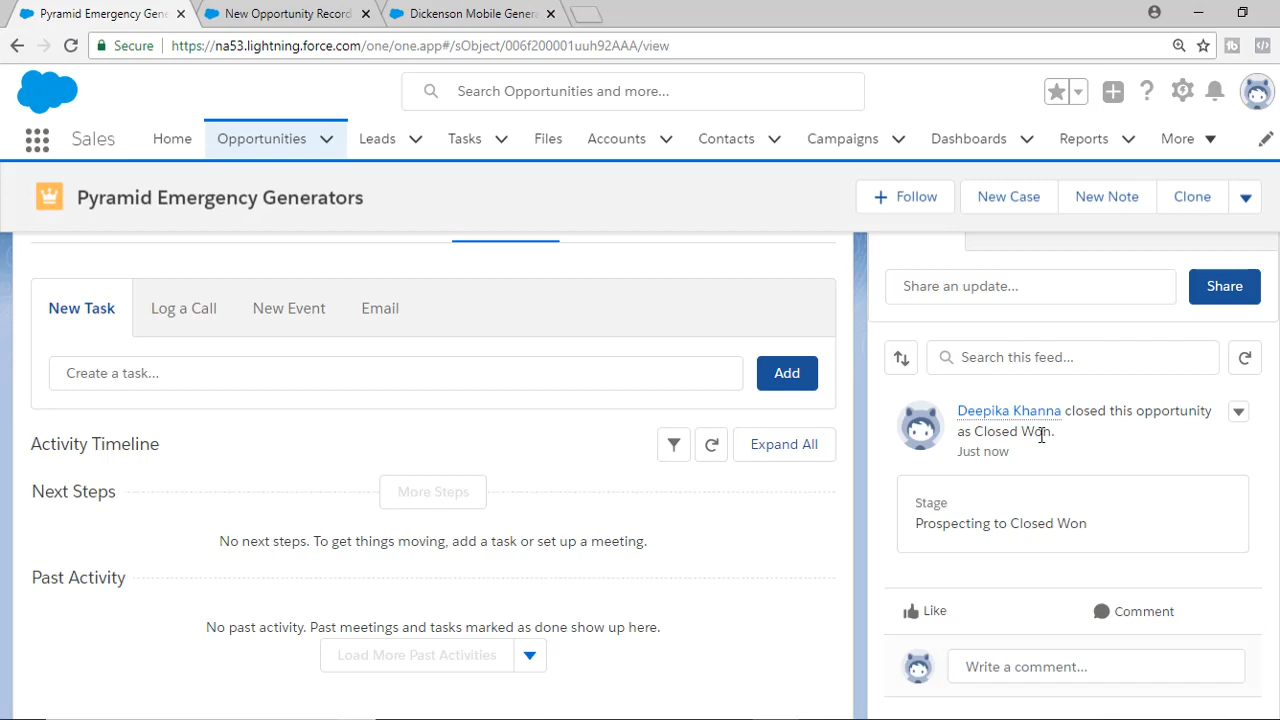 Pyramid Emergency Gene
New Opportunity Record
Dickenson Mobile Genera
Secure https://na53.lightning.force.com/one/one.app#/sObject/006f200001uuh92AAA/view
Search Opportunities and more...
Sales Home Opportunities Leads Tasks Files Accounts Contacts Campaigns Dashboards Reports More
Pyramid Emergency Generators
+ Follow New Case New Note Clone
New Task Log a Call New Event Email
Create a task... Add
Activity Timeline
Expand All
Next Steps
More Steps
No next steps. To get things moving, add a task or set up a meeting.
Past Activity
No past activity. Past meetings and tasks marked as done show up here.
Load More Past Activities
Share an update... Share
Search this feed...
Deepika Khanna closed this opportunity
as Closed Won.
Just now
Stage
Prospecting to Closed Won
Like Comment
Write a comment...